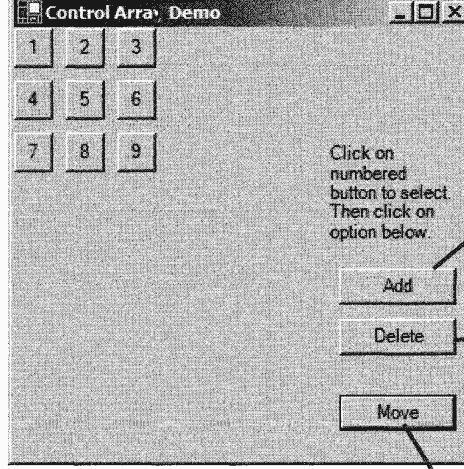 Control Array Demo
1 2 3
4 5 6
7 8 9
Click on
numbered
button to select.
Then click on
option below.
Add
Delete
Move